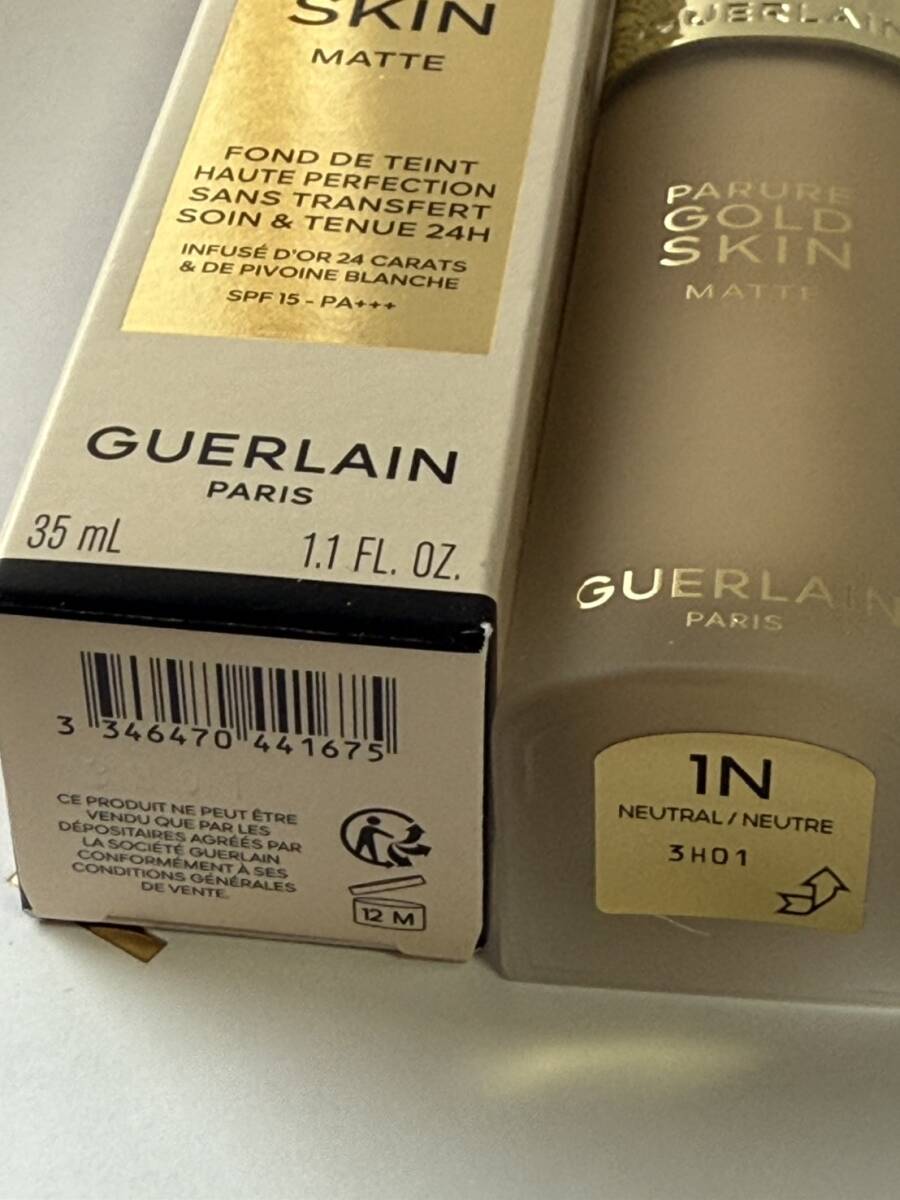 SKIN
MATTE
FOND DE TEINT
HAUTE PERFECTION
SANS TRANSFERT
SOIN & TENUE 24H
INFUSÉ D'OR 24 CARATS
& DE PIVOINE BLANCHE
SPF 15 - PA+++
GUERLAIN
PARIS
35 mL 1.1 FL. OZ.
3 346470 441675
CE PRODUIT NE PEUT ÊTRE
VENDU QUE PAR LES
DÉPOSITAIRES AGRÉÉS PAR
LA SOCIÉTÉ GUERLAIN
CONFORMÉMENT À SES
CONDITIONS GÉNÉRALES
DE VENTE.
12 M
GUERLAIN
PARURE
GOLD
SKIN
MATTE
GUERLAIN
PARIS
1N
NEUTRAL / NEUTRE
3H01